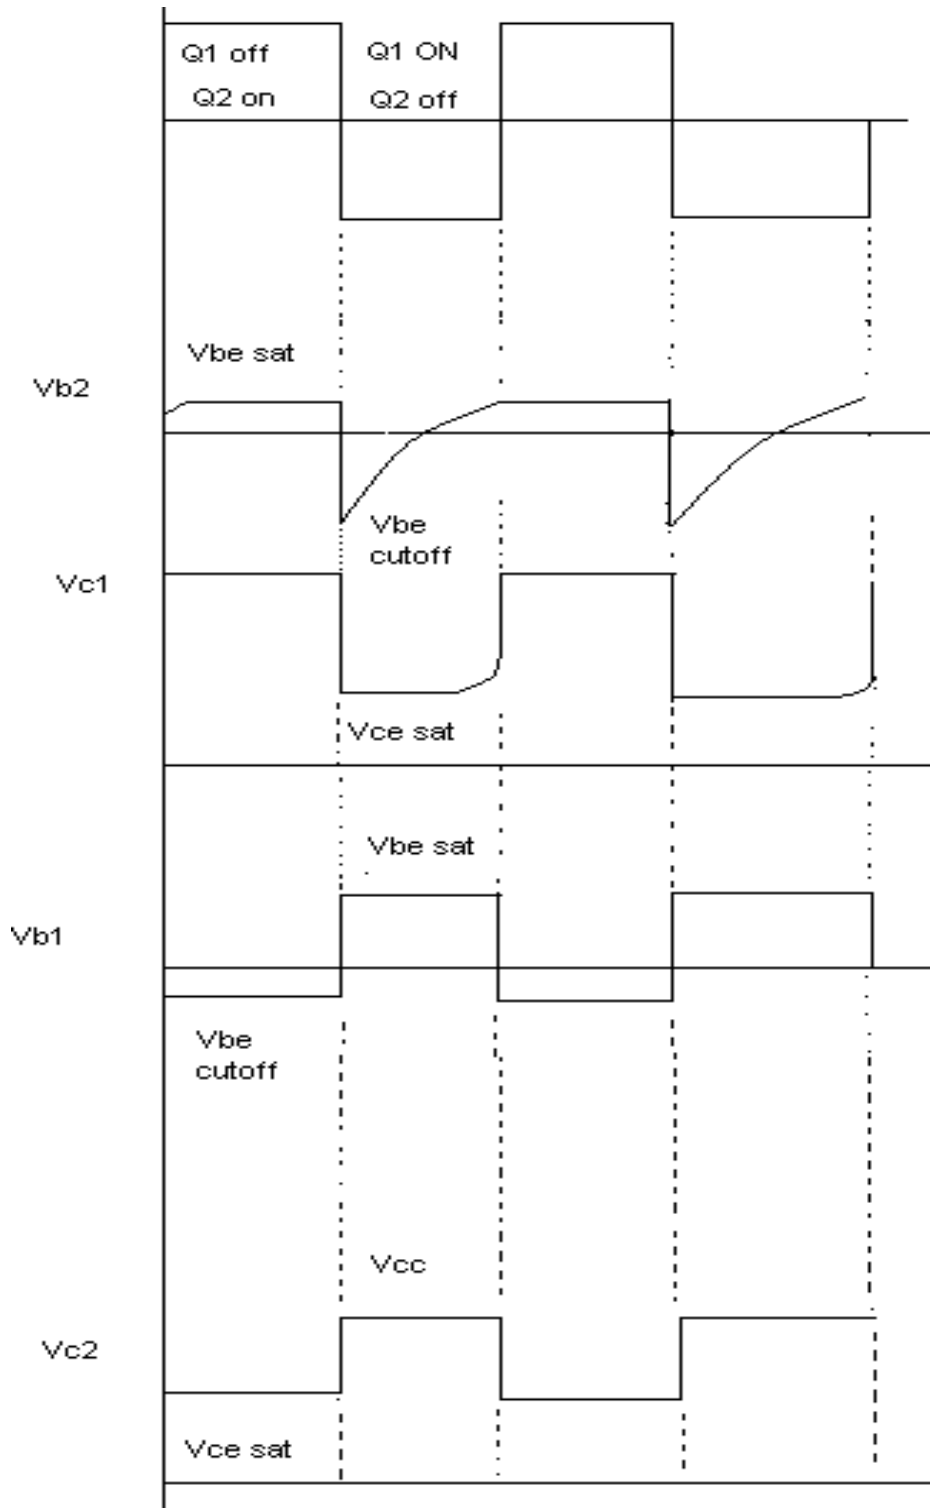 Q1 off
Q1 ON
Q2 on
Q2 off
Vbe sat
Vb2
Vbe
cutoff
Vc1
Vce sat
Vbe sat
Vb1
Vbe
cutoff
Vcc
Vc2
Vce sat